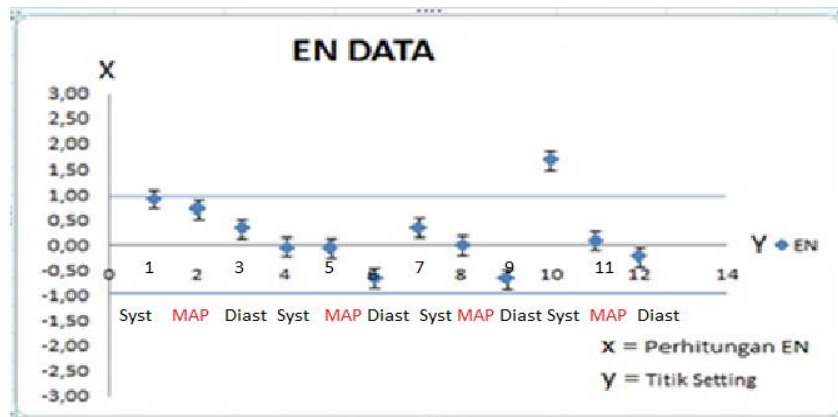 EN DATA
X
3,00
2,50
2,00
1,50
1,00
0,50
0,00
-0,50
-1,00
-1,50
-2,00
-2,50
-3,00
0 1 2 3 4 5 6 7 8 9 10 11 12 14
Y EN
Syst MAP Diast Syst MAP Diast Syst MAP Diast Syst MAP Diast
X = Perhitungan EN
Y = Titik Setting